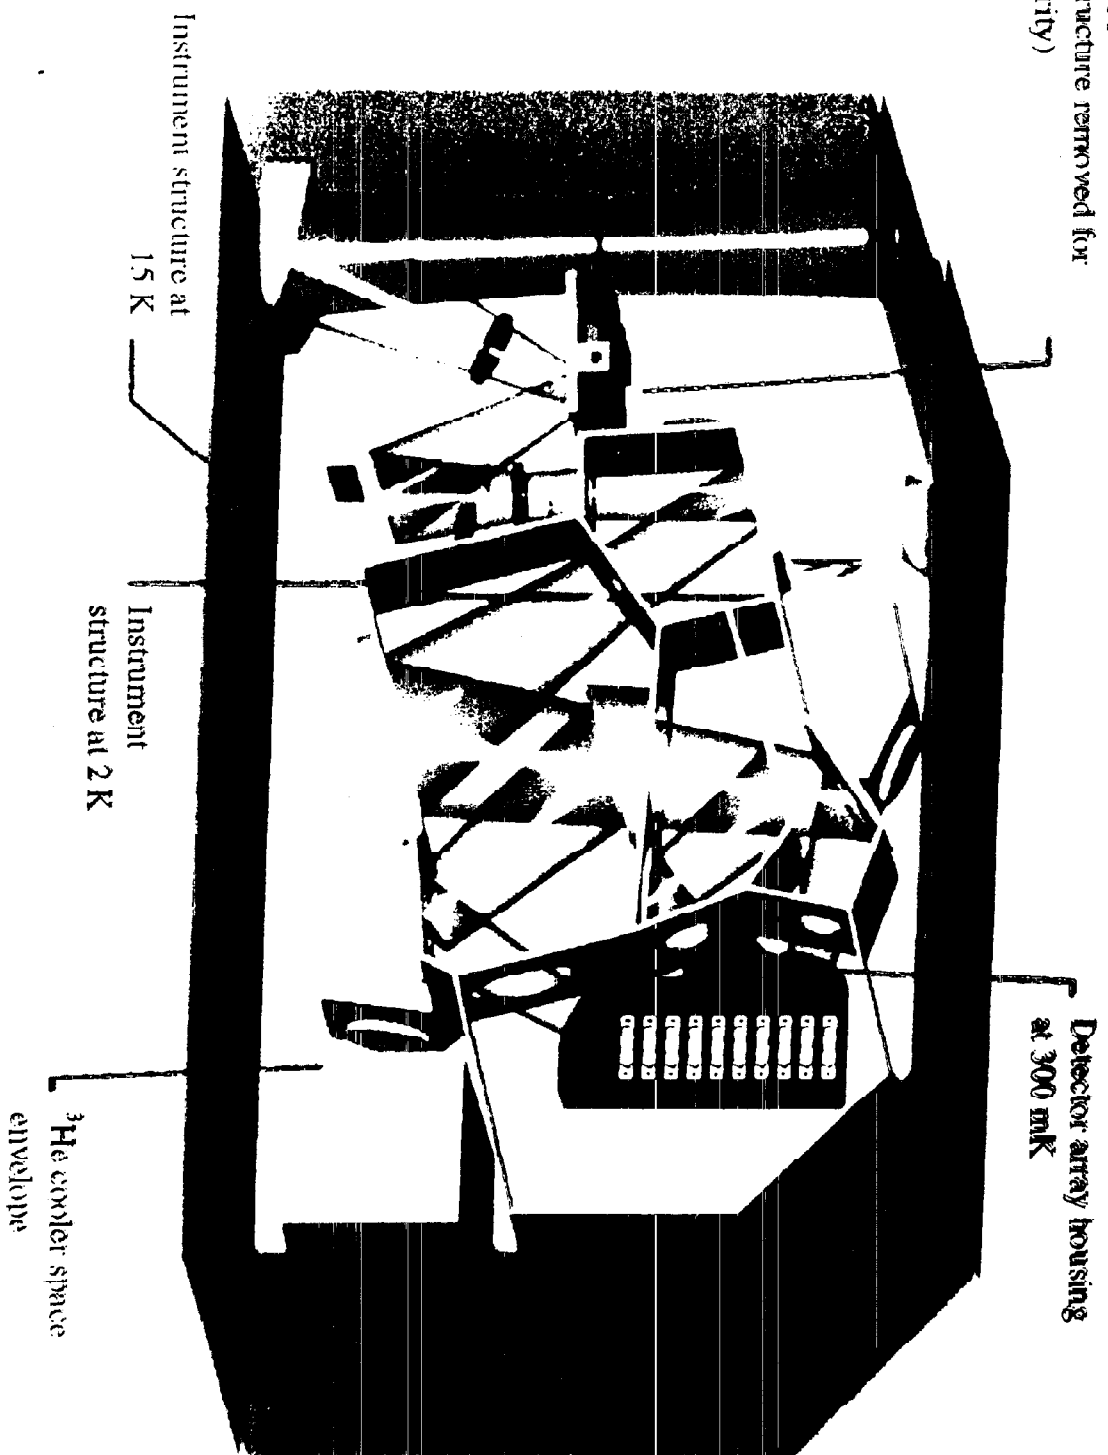 ructure removed for
rity)
Detector array housing
at 300 mK
Instrument structure at
15 K
Instrument
structure at 2 K
³He cooler space
envelope